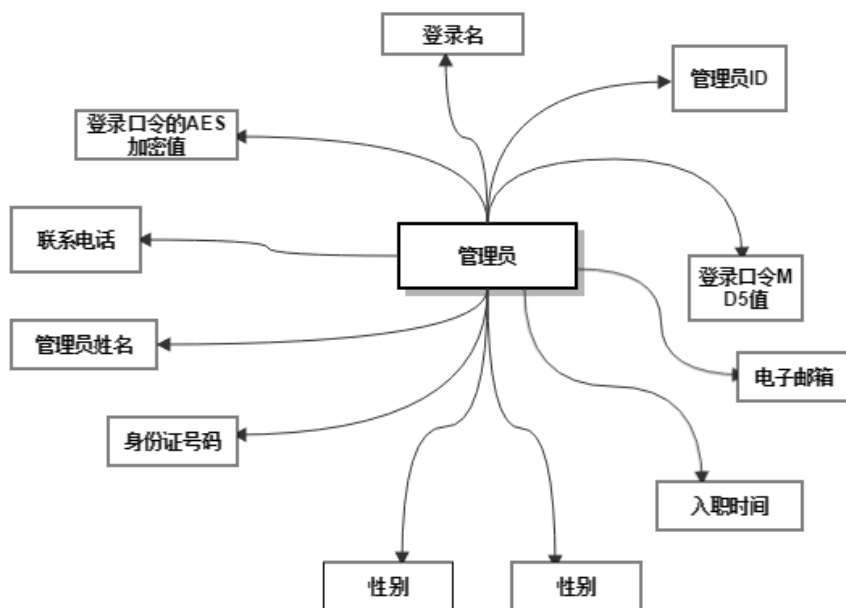 登录名
管理员ID
登录口令的AES
加密值
联系电话
管理员
登录口令M
D5值
管理员姓名
电子邮箱
身份证号码
入职时间
性别
性别